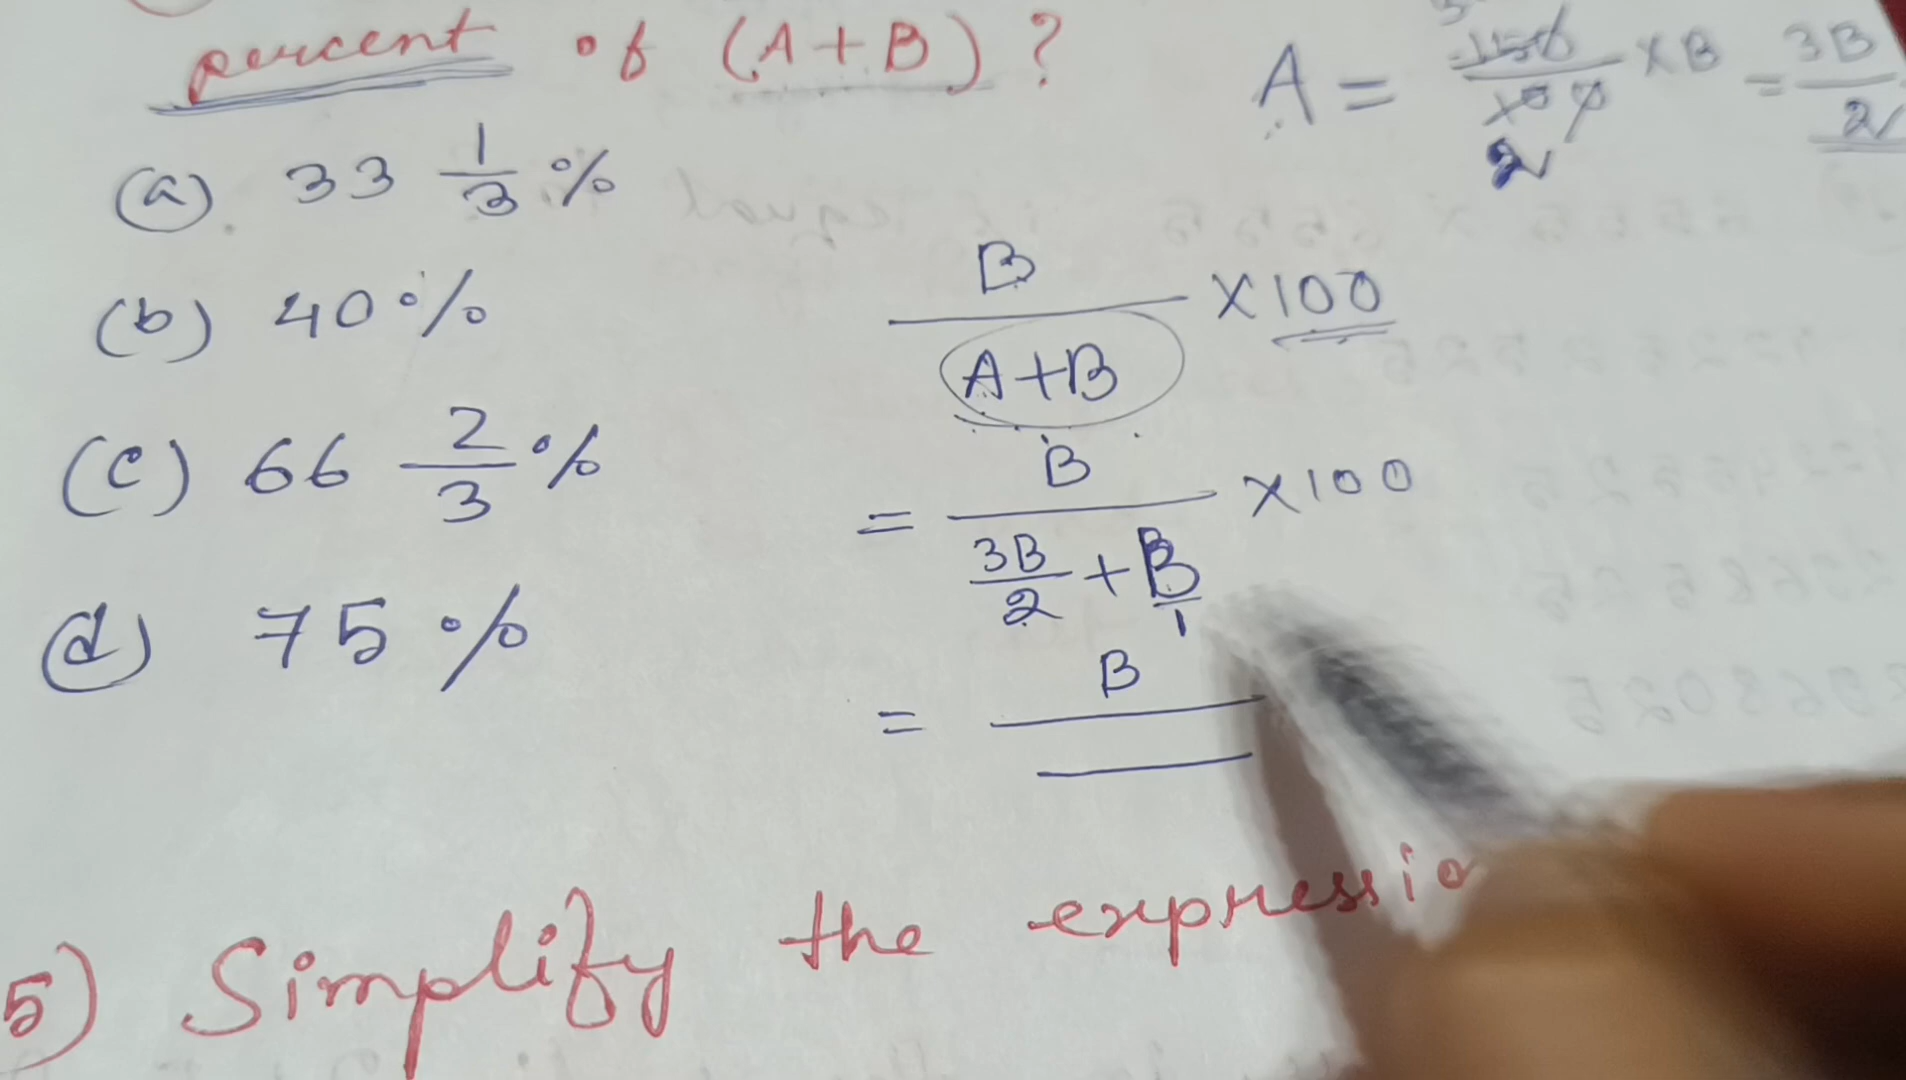 percent of (A+B)?
A = 150/100 × B = 3B/2
(a) 33 1/3 %
(b) 40 %
(c) 66 2/3 %
(d) 75 %
B/(A+B) × 100
= B/(3B/2 + B/1) × 100
= B
5) Simplify the expressio